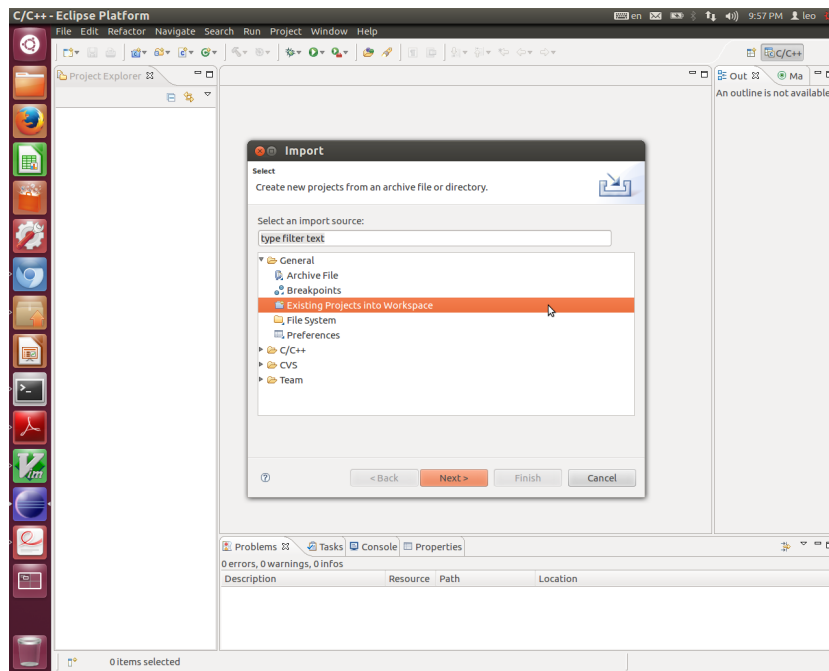 C/C++ - Eclipse Platform
en
9:57 PM
leo
File Edit Refactor Navigate Search Run Project Window Help
C/C++
Project Explorer
Out
Ma
An outline is not available
Import
Select
Create new projects from an archive file or directory.
Select an import source:
type filter text
General
Archive File
Breakpoints
Existing Projects into Workspace
File System
Preferences
C/C++
CVS
Team
< Back
Next >
Finish
Cancel
Vim
Problems
Tasks
Console
Properties
0 errors, 0 warnings, 0 infos
Description
Resource
Path
Location
0 items selected